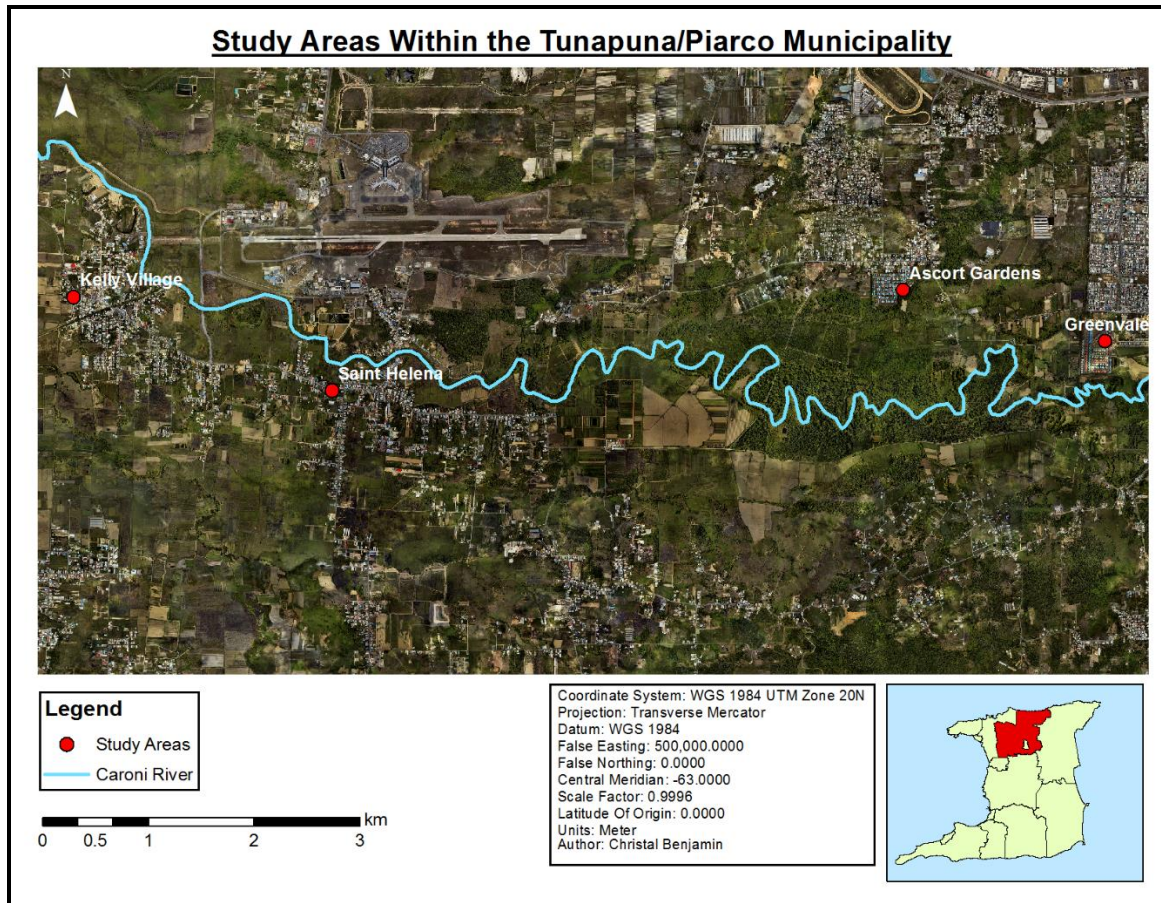 Study Areas Within the Tunapuna/Piarco Municipality
N
Kelly Village
Ascort Gardens
Greenvale
Saint Helena
Legend
Study Areas
Caroni River
km
0 0.5 1 2 3
Coordinate System: WGS 1984 UTM Zone 20N
Projection: Transverse Mercator
Datum: WGS 1984
False Easting: 500,000.0000
False Northing: 0.0000
Central Meridian: -63.0000
Scale Factor: 0.9996
Latitude Of Origin: 0.0000
Units: Meter
Author: Christal Benjamin